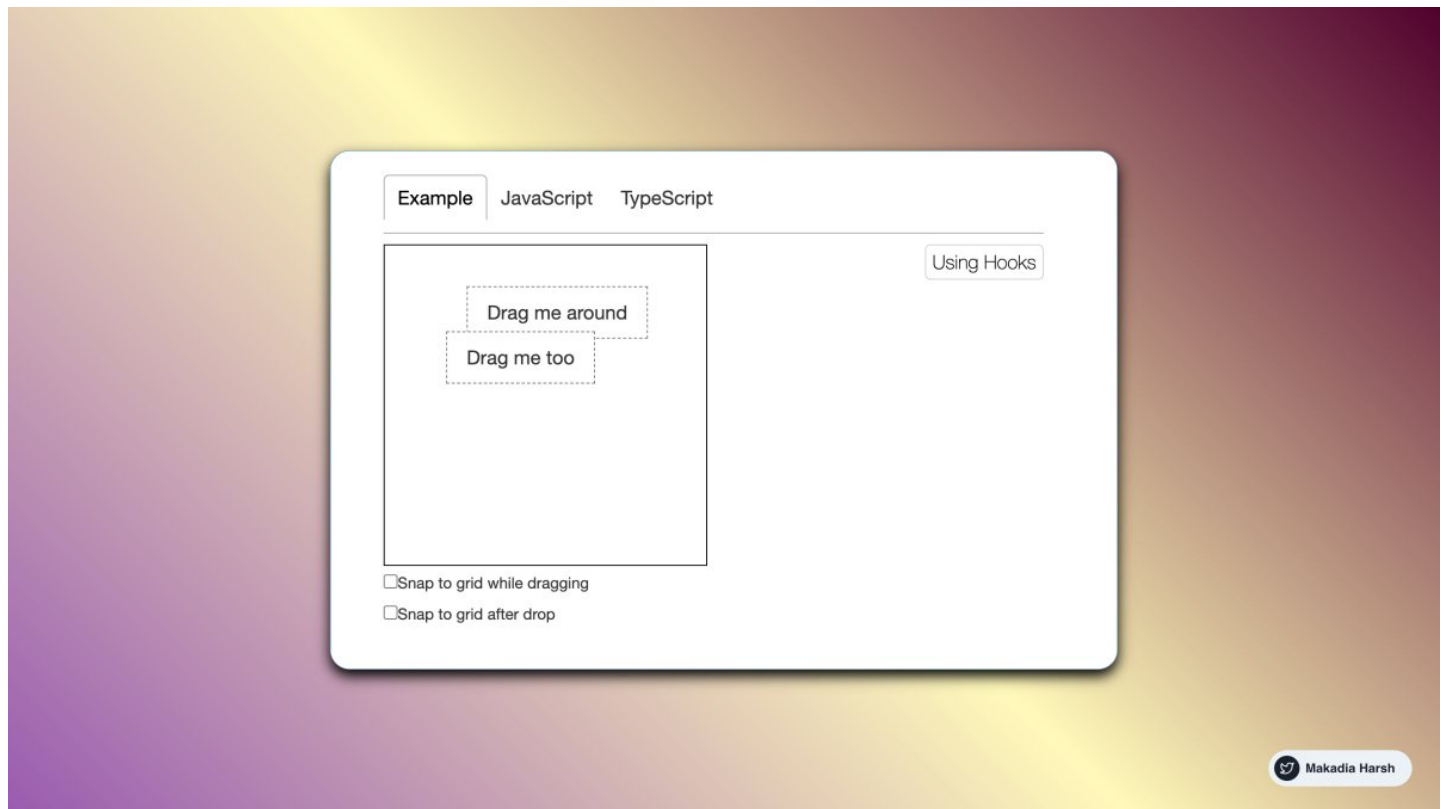 Example JavaScript TypeScript
Using Hooks
Drag me around
Drag me too
Snap to grid while dragging
Snap to grid after drop
Makadia Harsh